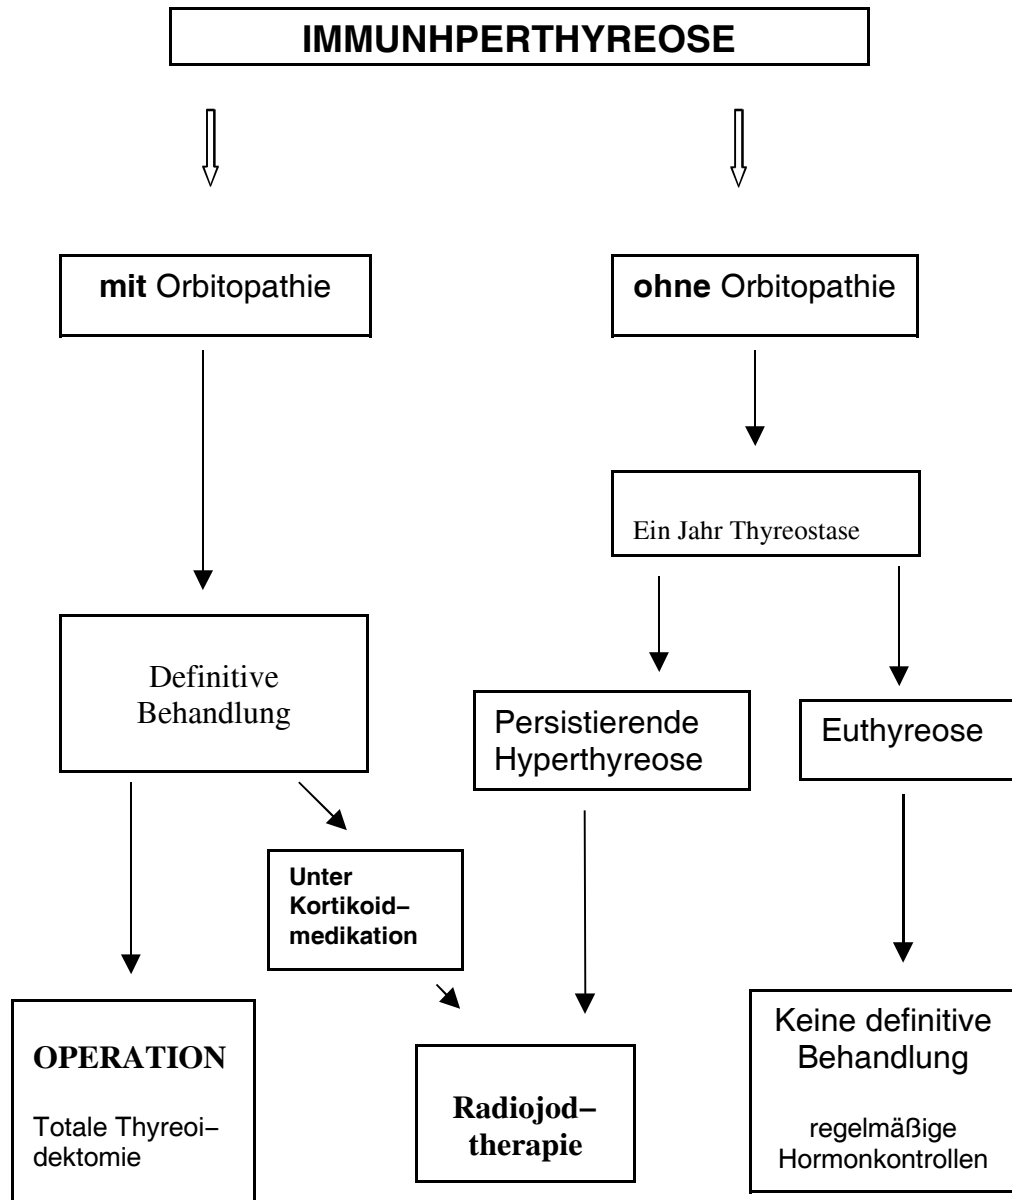 IMMUNHPERTHYREOSE
mit Orbitopathie
ohne Orbitopathie
Ein Jahr Thyreostase
Definitive
Behandlung
Persistierende
Hyperthyreose
Euthyreose
Unter
Kortikoid–
medikation
OPERATION
Totale Thyreoi–
dektomie
Radiojod–
therapie
Keine definitive
Behandlung
regelmäßige
Hormonkontrollen